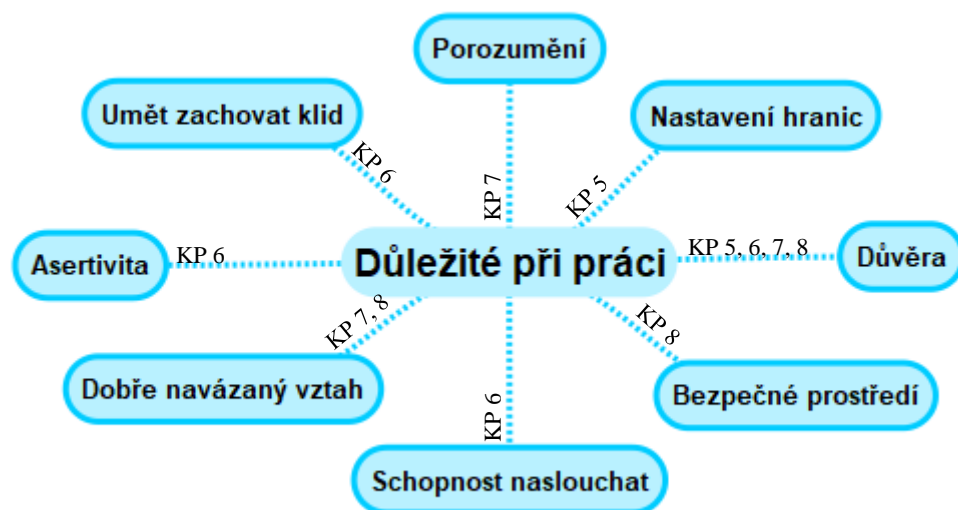 Porozumění
Umět zachovat klid
Nastavení hranic
KP 6
KP 7
KP 5
Asertivita
KP 6
Důležité při práci
KP 5, 6, 7, 8
Důvěra
KP 7, 8
KP 8
Dobře navázaný vztah
KP 6
Bezpečné prostředí
Schopnost naslouchat